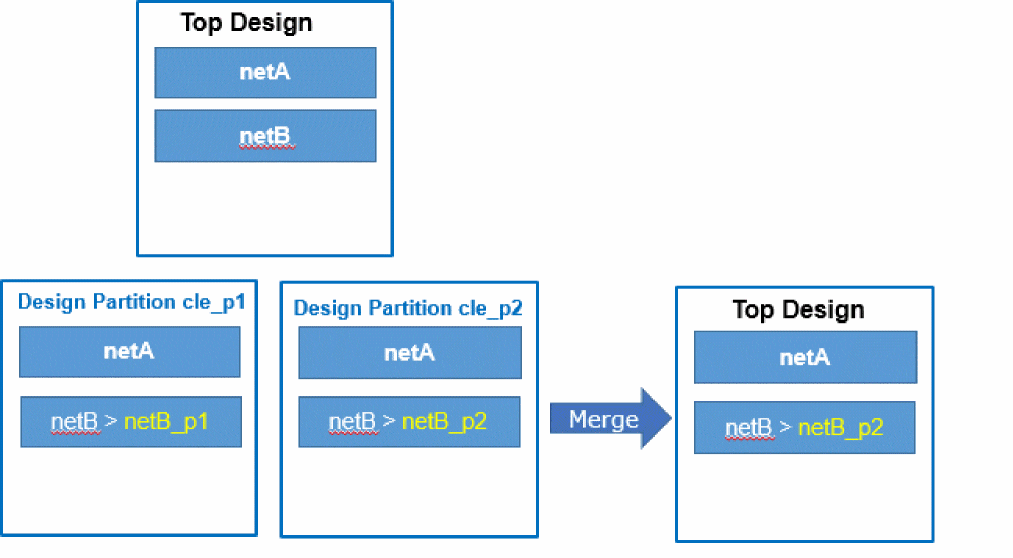 Top Design
netA
netB
Design Partition cle_p1
netA
netB > netB_p1
Design Partition cle_p2
netA
netB > netB_p2
Merge
Top Design
netA
netB > netB_p2